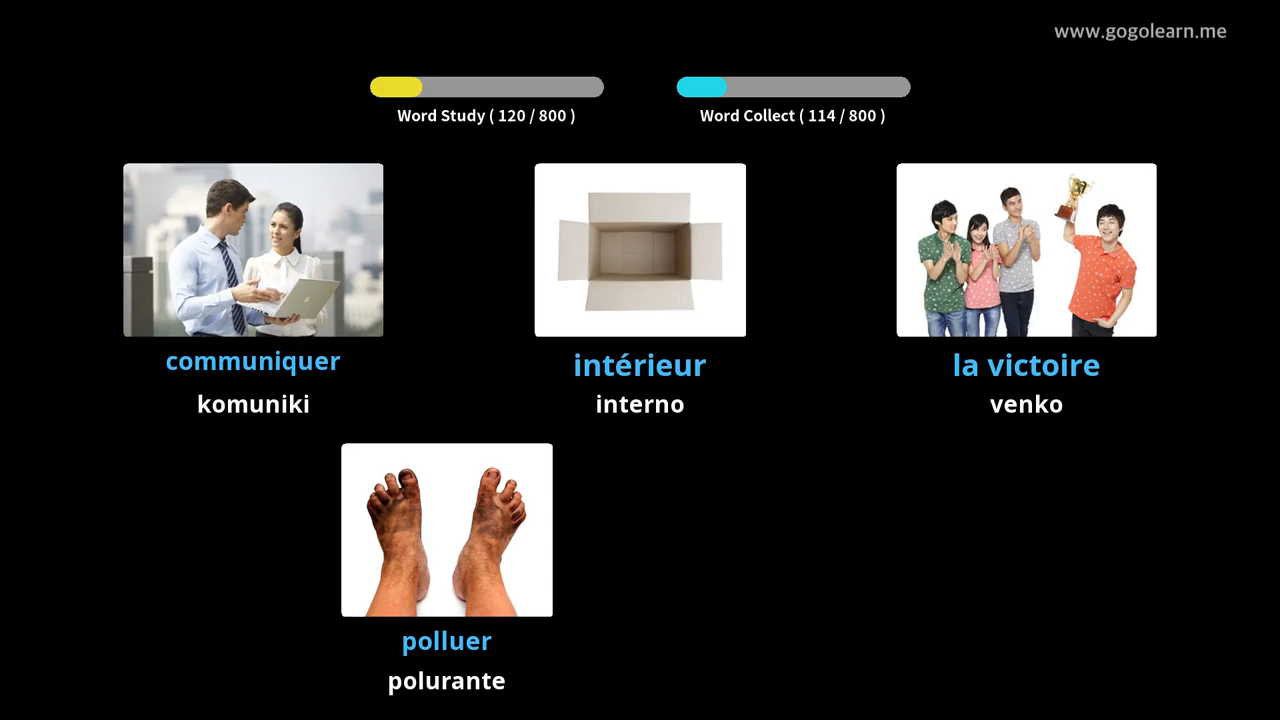 www.gogolearn.me
Word Study ( 120 / 800 )
Word Collect ( 114 / 800 )
communiquer
komuniki
intérieur
interno
la victoire
venko
polluer
polurante